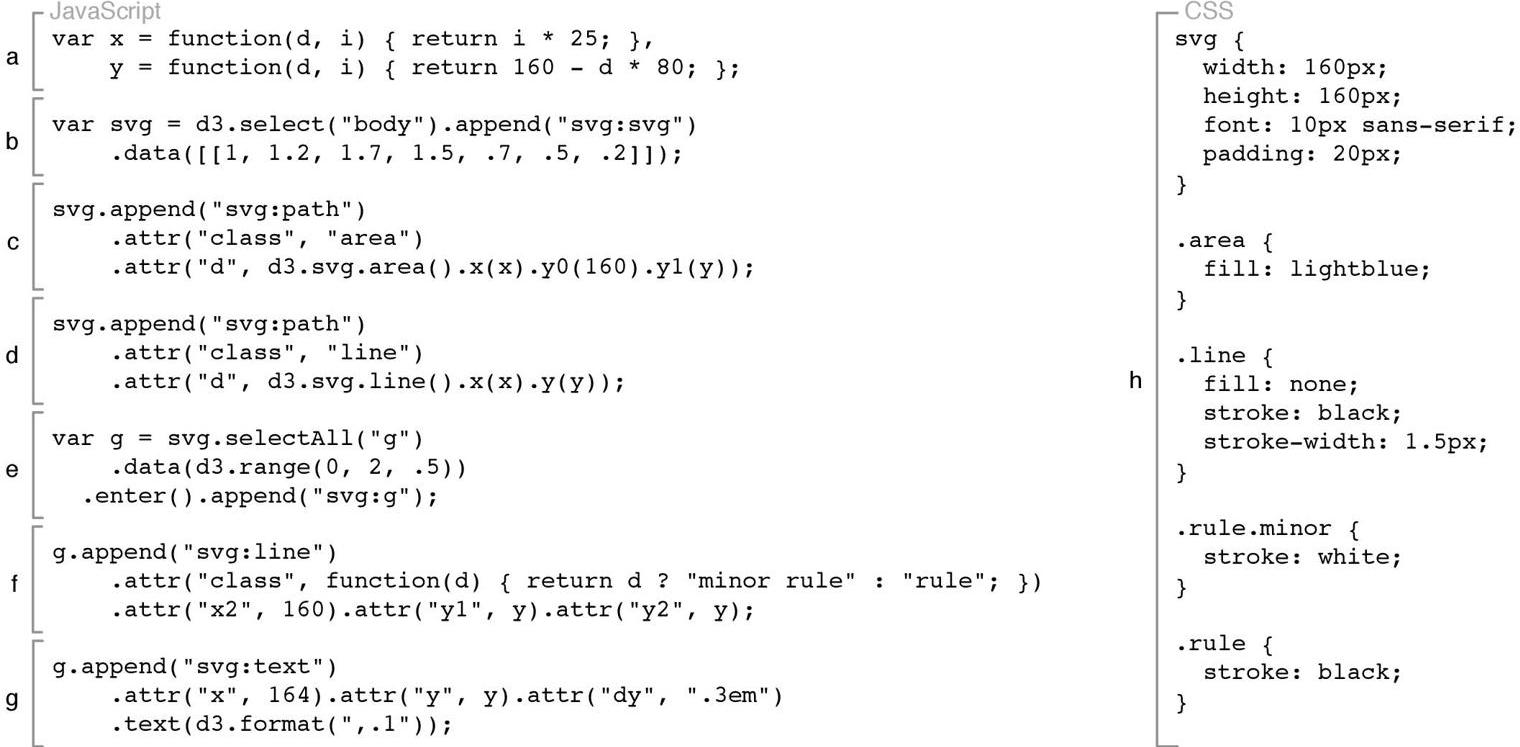 JavaScript
a
var x = function(d, i) { return i * 25; },
    y = function(d, i) { return 160 - d * 80; };
b
var svg = d3.select("body").append("svg:svg")
    .data([[1, 1.2, 1.7, 1.5, .7, .5, .2]]);
c
svg.append("svg:path")
    .attr("class", "area")
    .attr("d", d3.svg.area().x(x).y0(160).y1(y));
d
svg.append("svg:path")
    .attr("class", "line")
    .attr("d", d3.svg.line().x(x).y(y));
e
var g = svg.selectAll("g")
    .data(d3.range(0, 2, .5))
  .enter().append("svg:g");
f
g.append("svg:line")
    .attr("class", function(d) { return d ? "minor rule" : "rule"; })
    .attr("x2", 160).attr("y1", y).attr("y2", y);
g
g.append("svg:text")
    .attr("x", 164).attr("y", y).attr("dy", ".3em")
    .text(d3.format(",.1"));
CSS
h
svg {
  width: 160px;
  height: 160px;
  font: 10px sans-serif;
  padding: 20px;
}
.area {
  fill: lightblue;
}
.line {
  fill: none;
  stroke: black;
  stroke-width: 1.5px;
}
.rule.minor {
  stroke: white;
}
.rule {
  stroke: black;
}